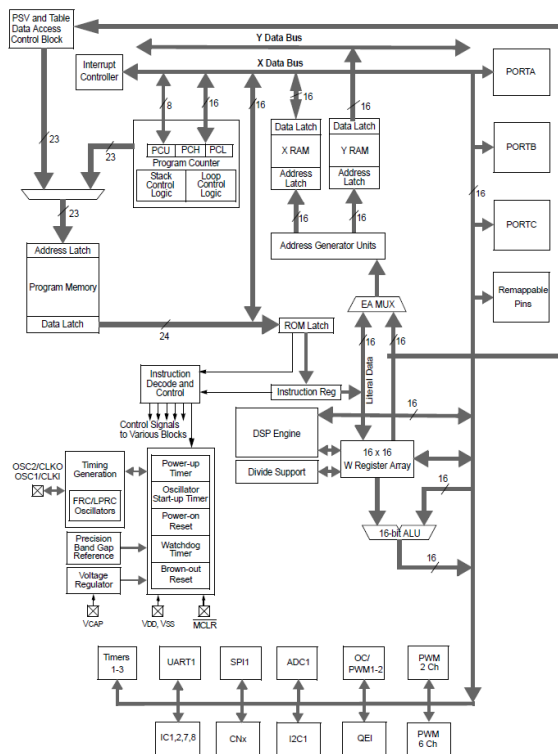 PSV and Table
Data Access
Control Block
Y Data Bus
X Data Bus
Interrupt
Controller
PORTA
8
16
16
16
16
Data Latch
Data Latch
PCU
PCH
PCL
X RAM
Y RAM
PORTB
23
23
Program Counter
Stack
Control
Logic
Loop
Control
Logic
Address
Latch
Address
Latch
16
16
16
23
PORTC
Address Latch
Address Generator Units
Program Memory
EA MUX
Remappable
Pins
Data Latch
24
ROM Latch
16
16
Literal Data
Instruction
Decode and
Control
Instruction Reg
Control Signals
to Various Blocks
16
DSP Engine
16 x 16
W Register Array
Divide Support
OSC2/CLKO
OSC1/CLKI
Timing
Generation
FRC/LPRC
Oscillators
Power-up
Timer
Oscillator
Start-up Timer
Power-on
Reset
Watchdog
Timer
Brown-out
Reset
Precision
Band Gap
Reference
Voltage
Regulator
16
16-bit ALU
16
VCAP
VDD, VSS
MCLR
Timers
1-3
UART1
SPI1
ADC1
OC/
PWM1-2
PWM
2 Ch
IC1,2,7,8
CNx
I2C1
QEI
PWM
6 Ch